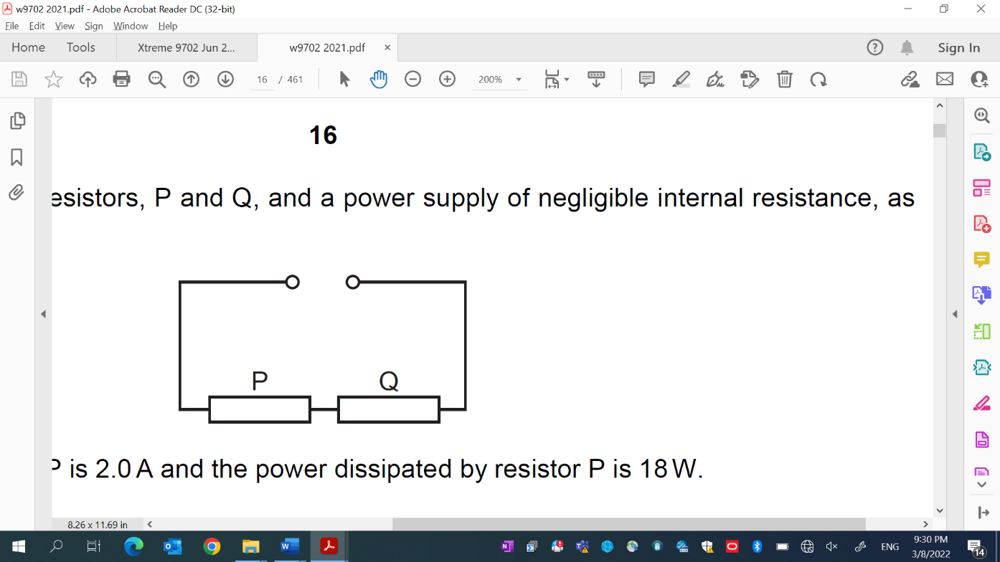 w9702 2021.pdf - Adobe Acrobat Reader DC (32-bit)
File Edit View Sign Window Help
Home Tools Xtreme 9702 Jun 2... w9702 2021.pdf × Sign In
16 / 461 200%
16
esistors, P and Q, and a power supply of negligible internal resistance, as
P Q
P is 2.0 A and the power dissipated by resistor P is 18 W.
8.26 x 11.69 in
ENG 9:30 PM
3/8/2022 14